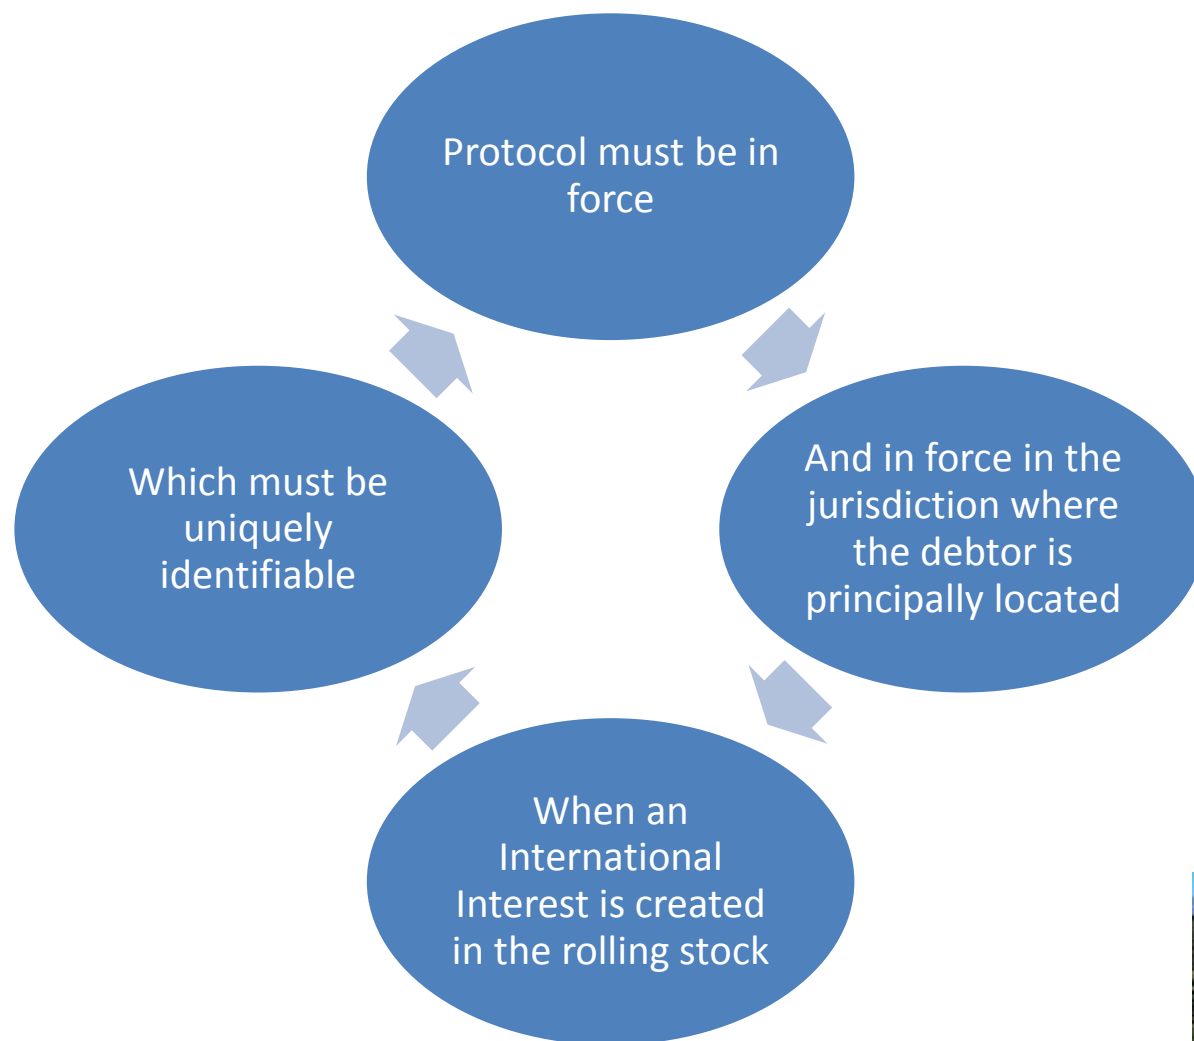 Protocol must be in
force
And in force in the
jurisdiction where
the debtor is
principally located
When an
International
Interest is created
in the rolling stock
Which must be
uniquely
identifiable